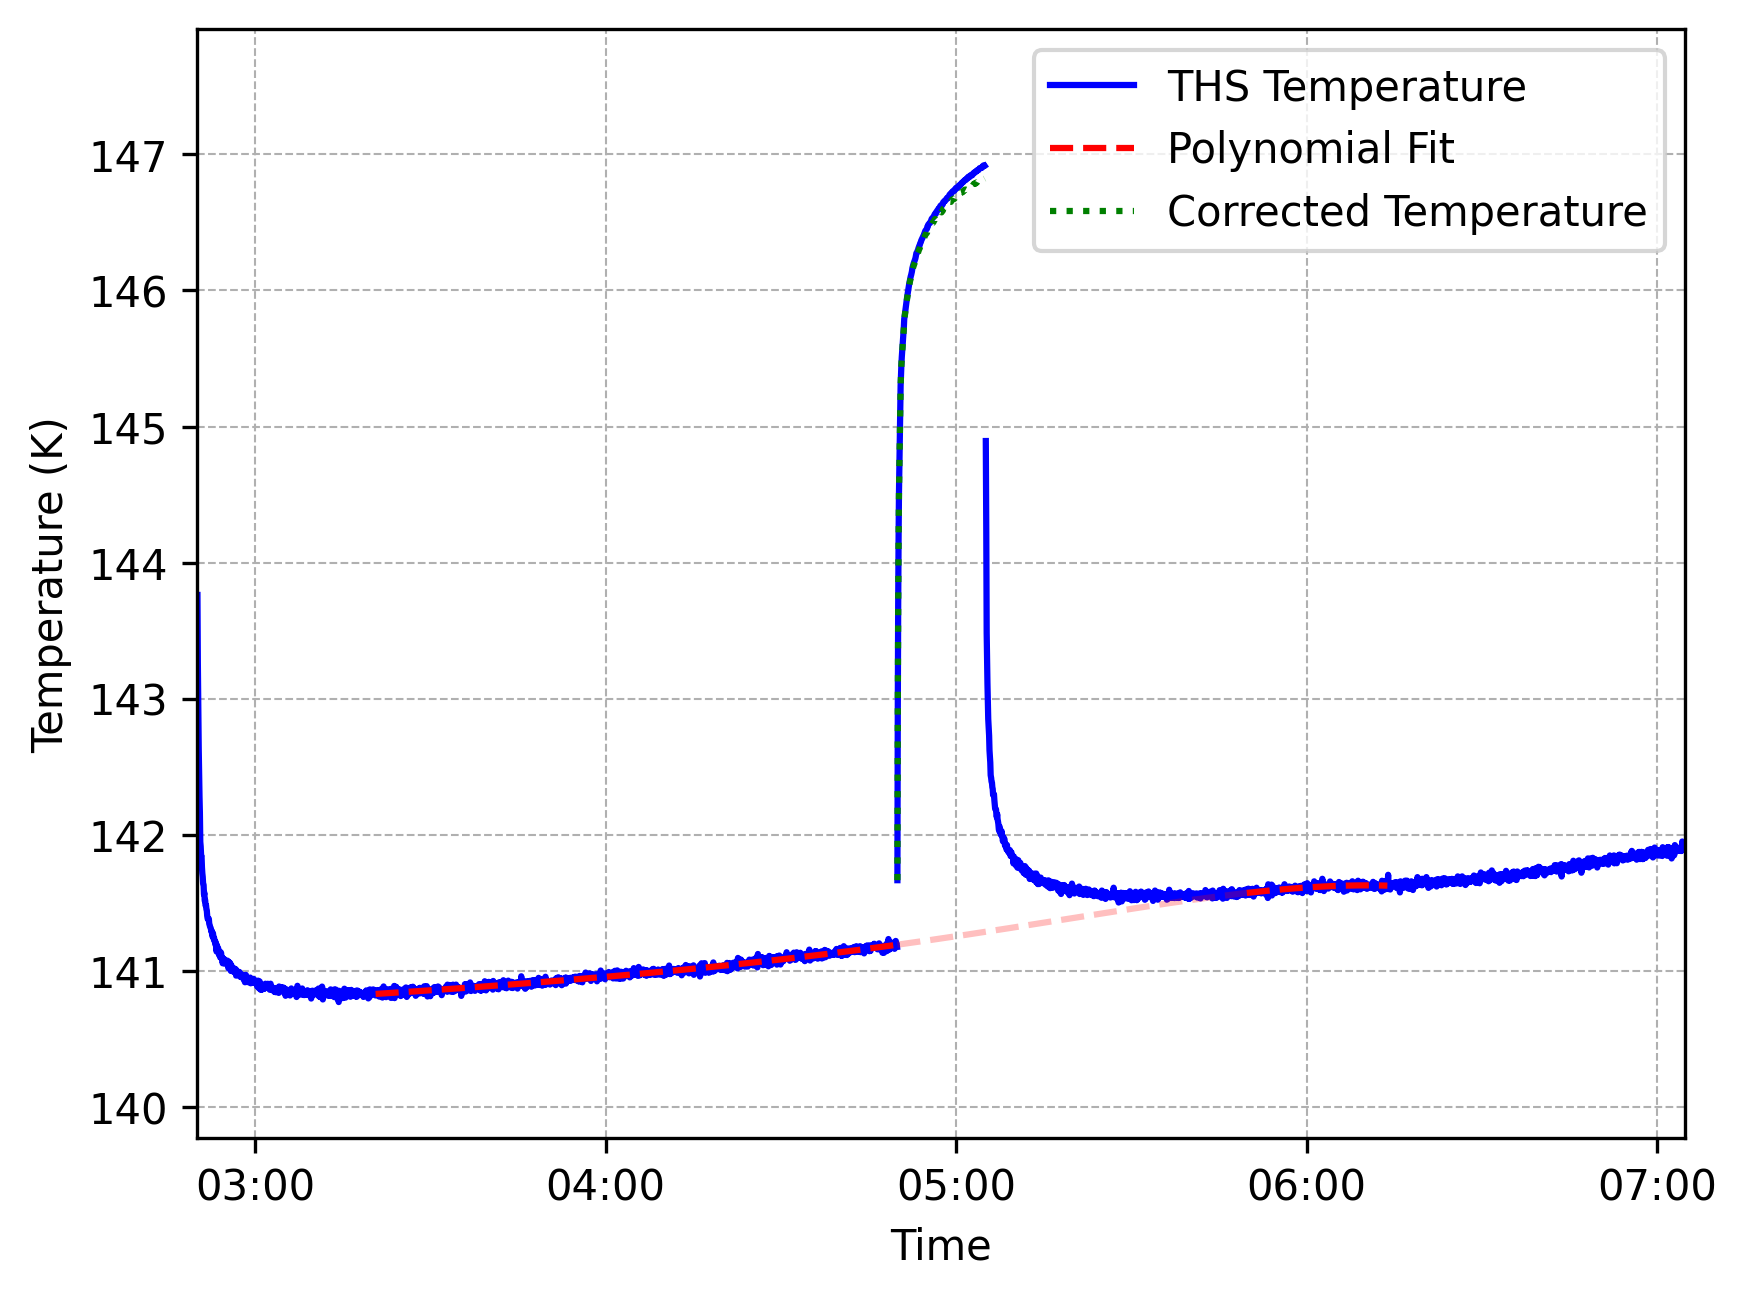 THS Temperature
Polynomial Fit
Corrected Temperature
147
146
145
144
143
142
141
140
Temperature (K)
03:00 04:00 05:00 06:00 07:00
Time